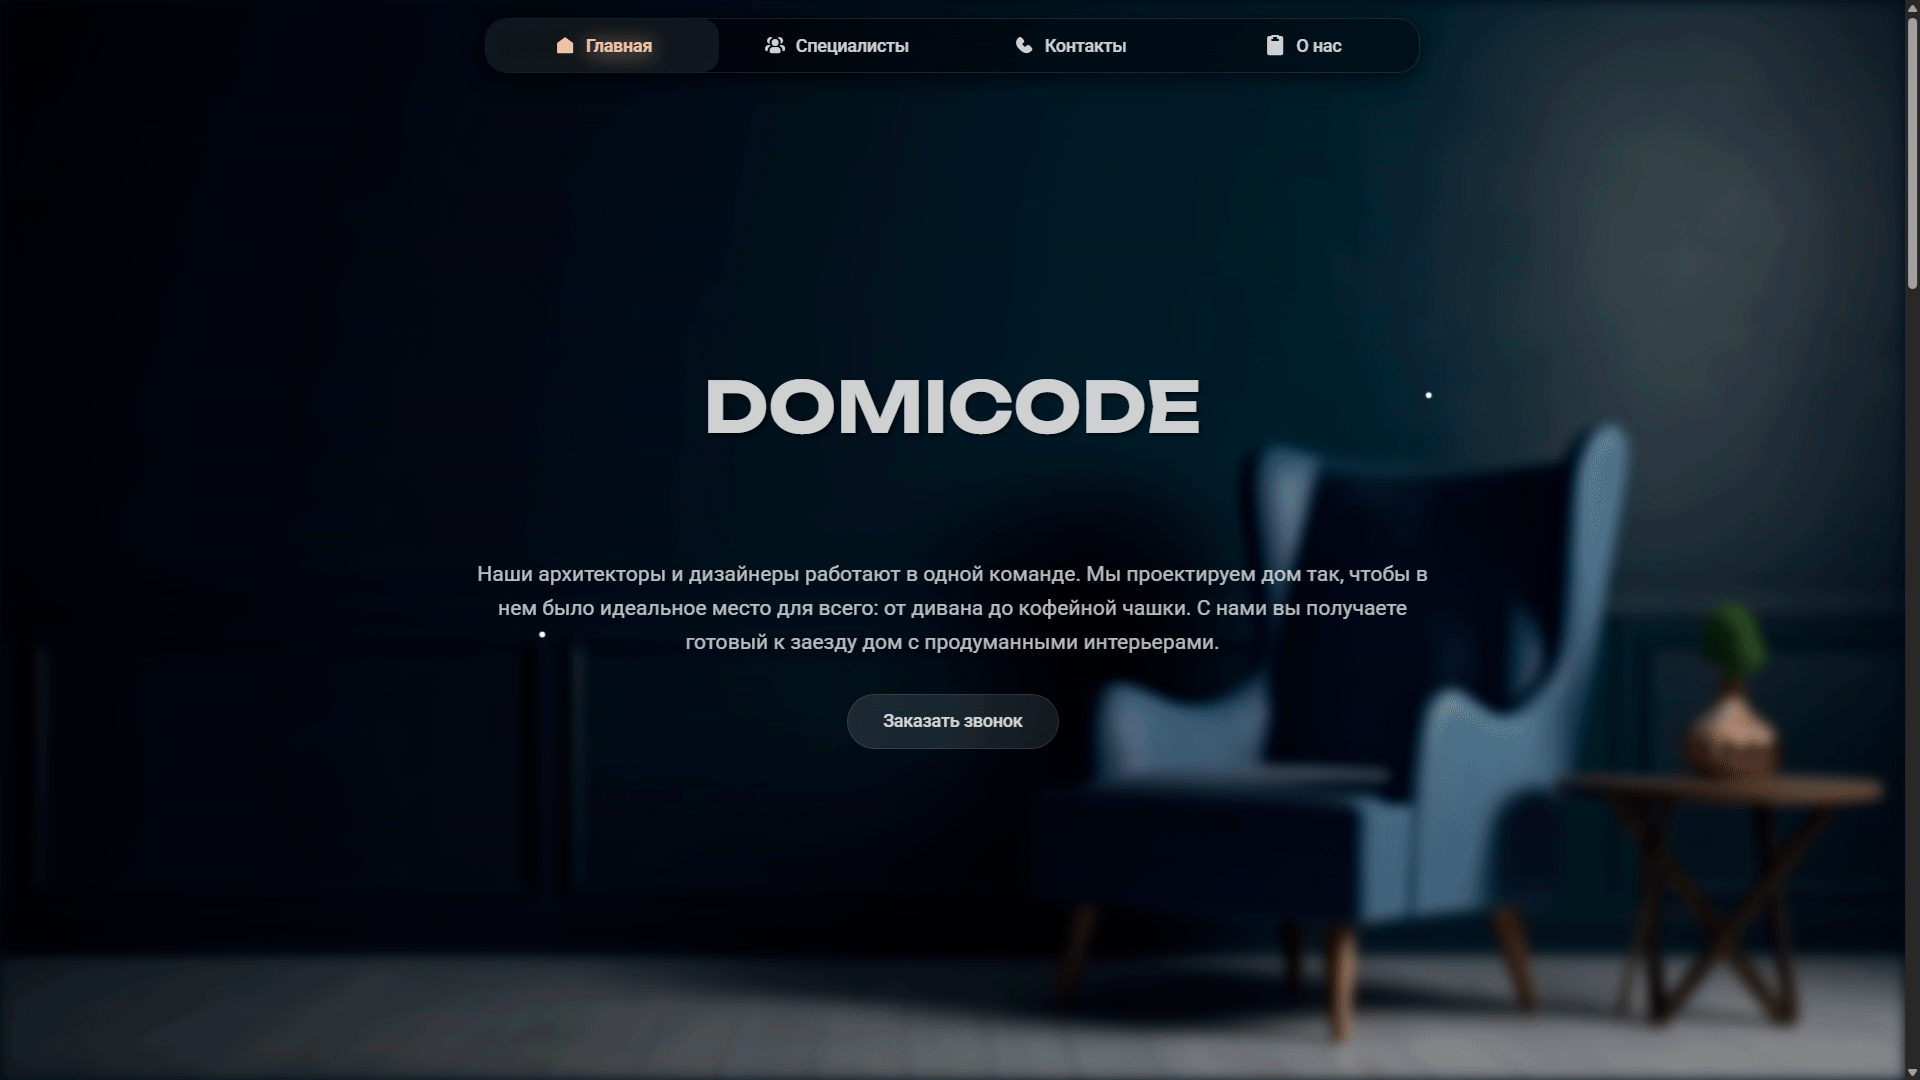 Главная
Специалисты
Контакты
О нас
DOMICODE
Наши архитекторы и дизайнеры работают в одной команде. Мы проектируем дом так, чтобы в
нем было идеальное место для всего: от дивана до кофейной чашки. С нами вы получаете
готовый к заезду дом с продуманными интерьерами.
Заказать звонок